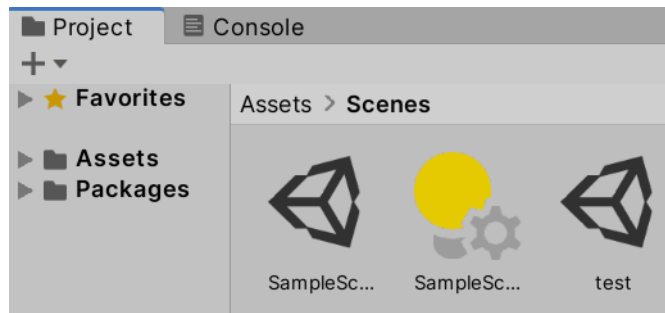 Project
Console
Favorites
Assets > Scenes
Assets
Packages
SampleSc...
SampleSc...
test